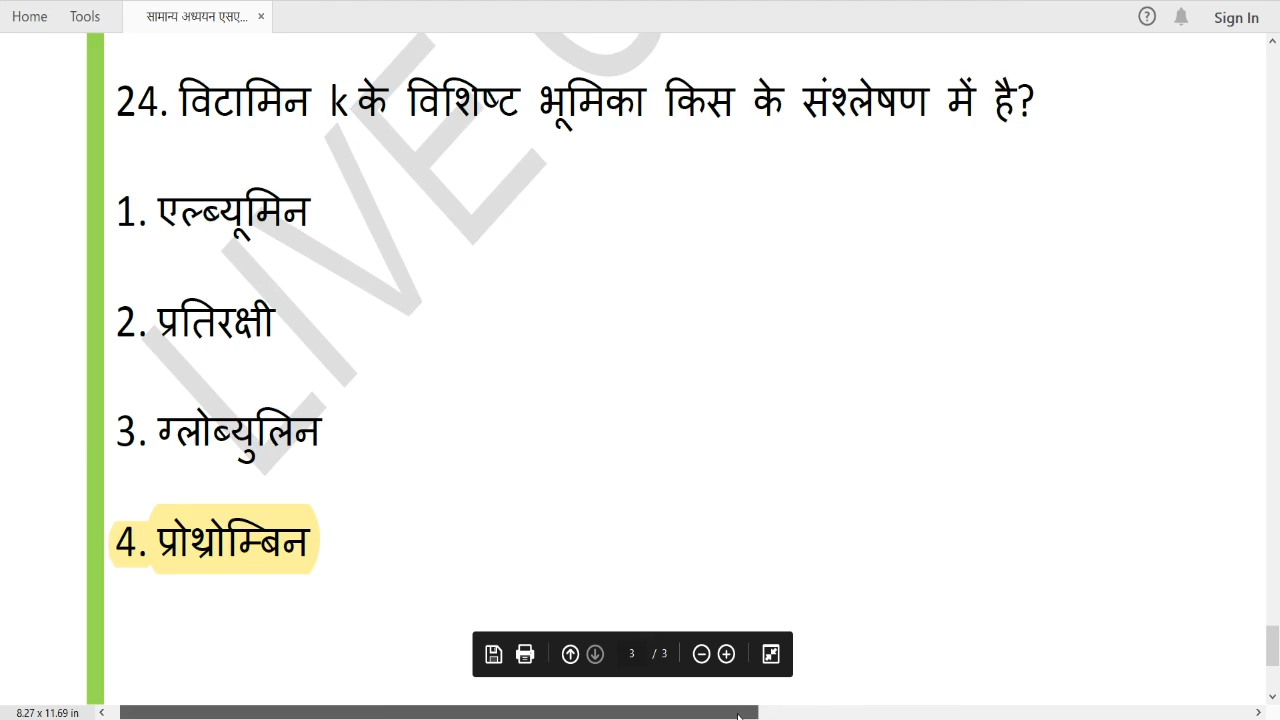 Home Tools सामान्य अध्ययन एसए... × ? Sign In
24. विटामिन k के विशिष्ट भूमिका किस के संश्लेषण में है?
1. एल्ब्यूमिन
2. प्रतिरक्षी
3. ग्लोब्युलिन
4. प्रोथ्रोम्बिन
3 / 3
8.27 x 11.69 in
LIVE